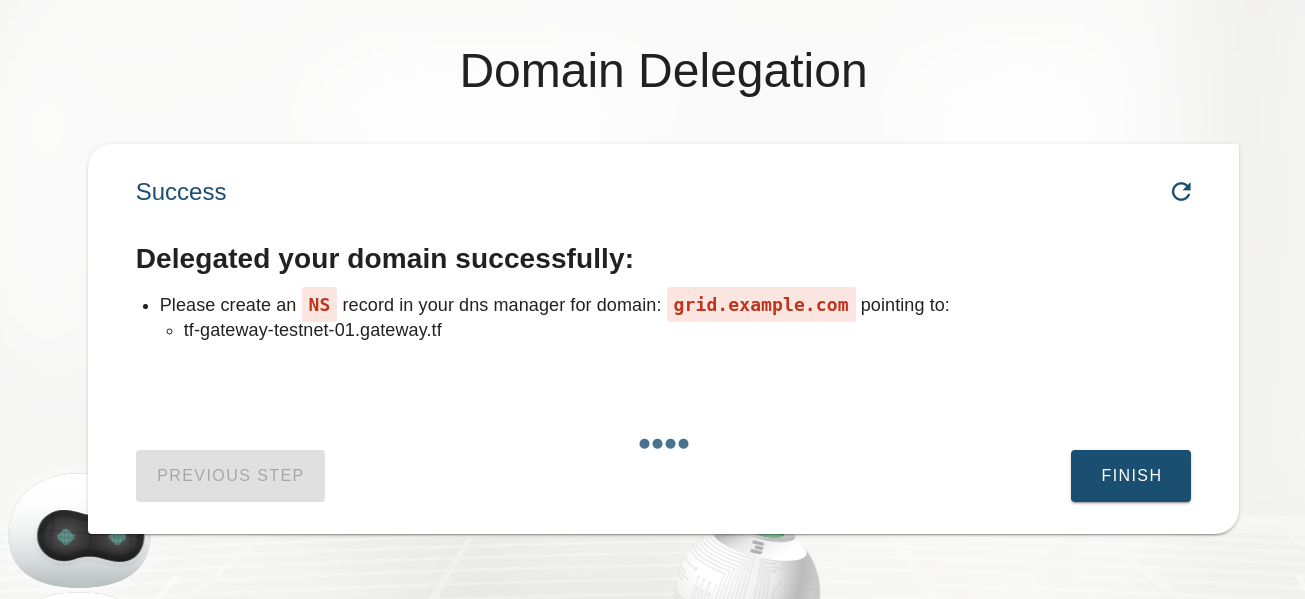 Domain Delegation
Success
Delegated your domain successfully:
Please create an NS record in your dns manager for domain: grid.example.com pointing to:
tf-gateway-testnet-01.gateway.tf
PREVIOUS STEP
FINISH